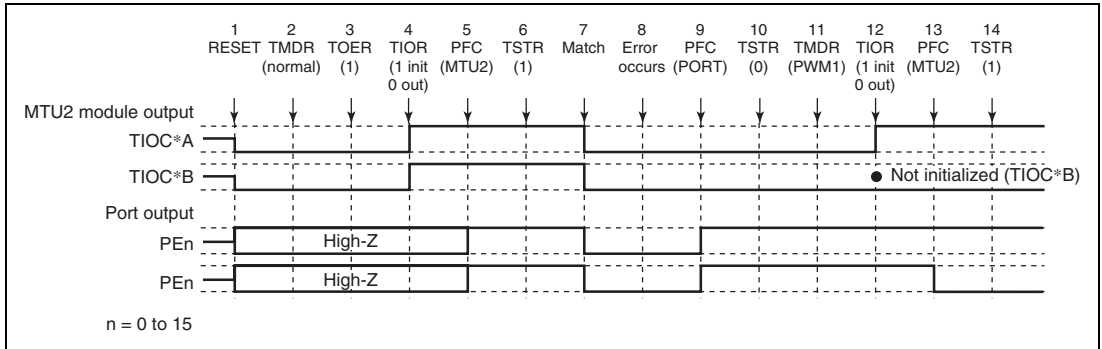 1 2 3 4 5 6 7 8 9 10 11 12 13 14
RESET TMDR TOER TIOR PFC TSTR Match Error PFC TSTR TMDR TIOR PFC TSTR
(normal) (1) (1 init (MTU2) (1) occurs (PORT) (0) (PWM1) (1 init (MTU2) (1)
0 out) 0 out)
MTU2 module output
TIOC*A
TIOC*B ● Not initialized (TIOC*B)
Port output
PEn High-Z
PEn High-Z
n = 0 to 15